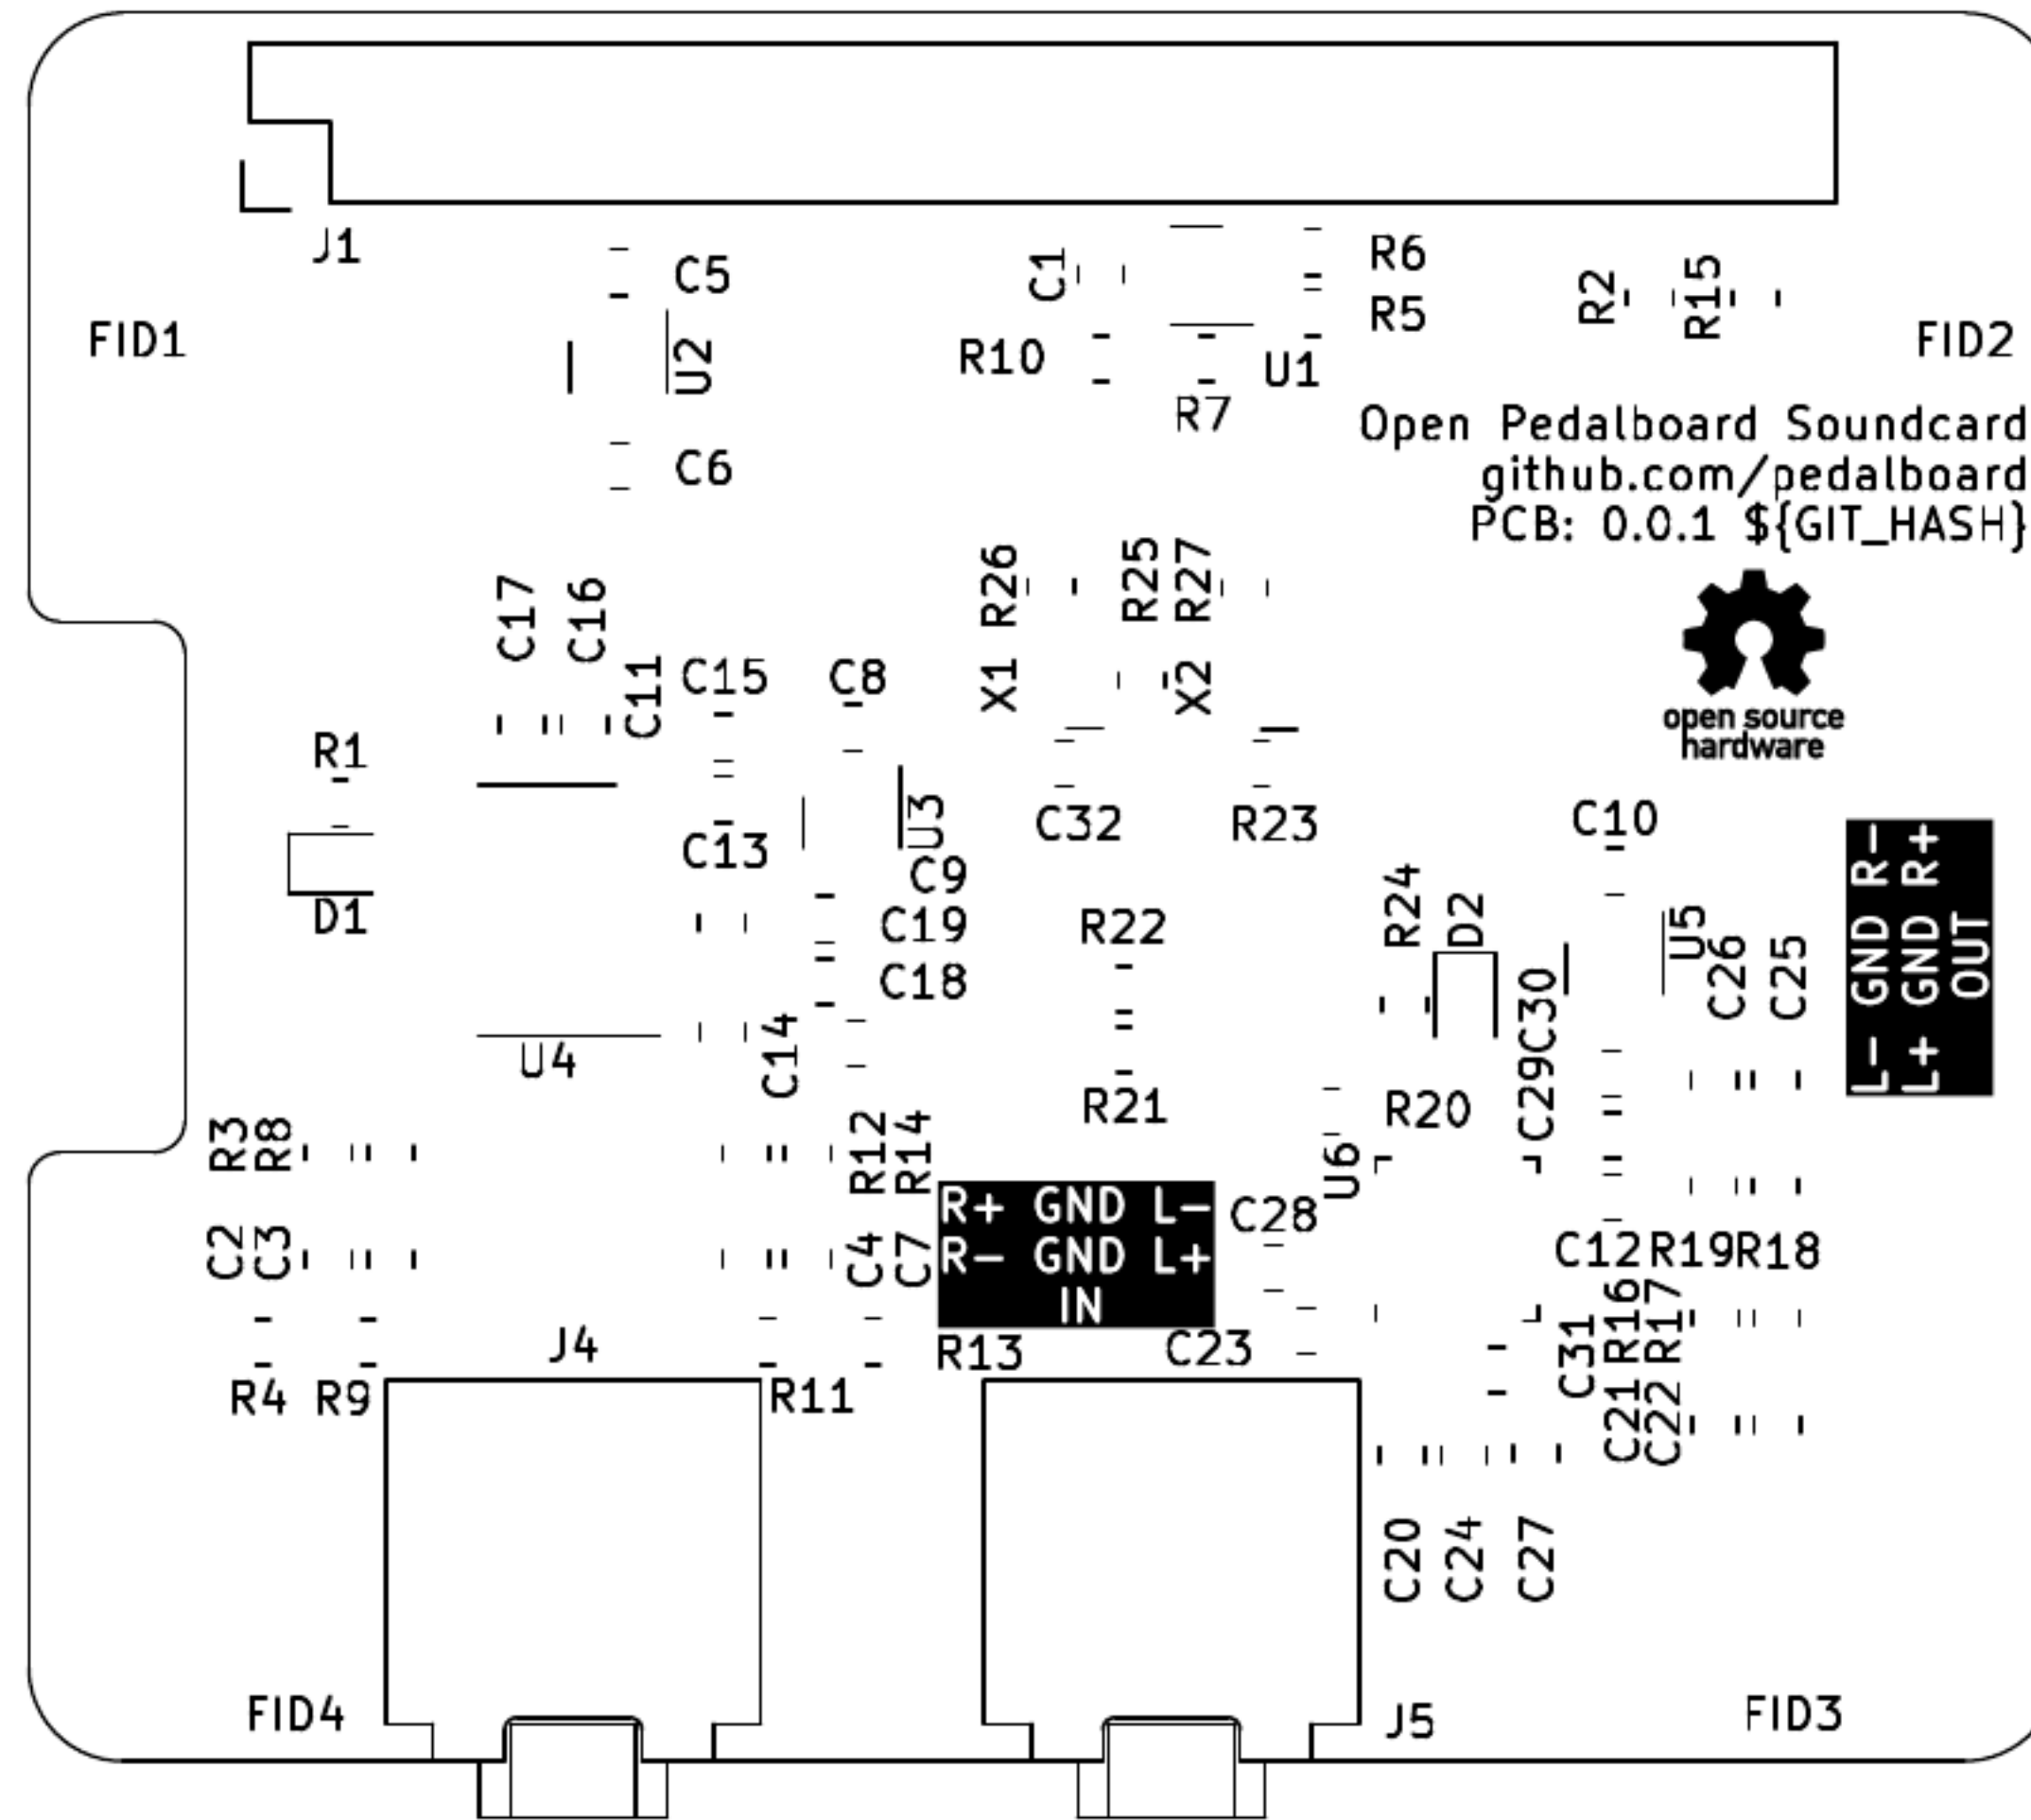 J1
C5
C1
R6
R5
R2
R15
FID1
U2
R10
U1
R7
FID2
Open Pedalboard Soundcard
github.com/pedalboard
PCB: 0.0.1 ${GIT_HASH}
C6
C17
C16
C11
C15
C8
R26
R25
R27
X1
X2
open source
hardware
R1
D1
C13
U3
C9
C32
R23
C10
C19
C18
R22
R24
D2
U5
C26
C25
L- GND R-
L+ GND R+
OUT
U4
C14
R21
C30
C29
R20
R3
R8
R12
R14
U6
R+ GND L-
R- GND L+
IN
C28
C2
C3
C4
C7
C12
R19
R18
R4
R9
J4
R11
R13
C23
C31
R16
R17
C21
C22
C20
C24
C27
FID4
J5
FID3